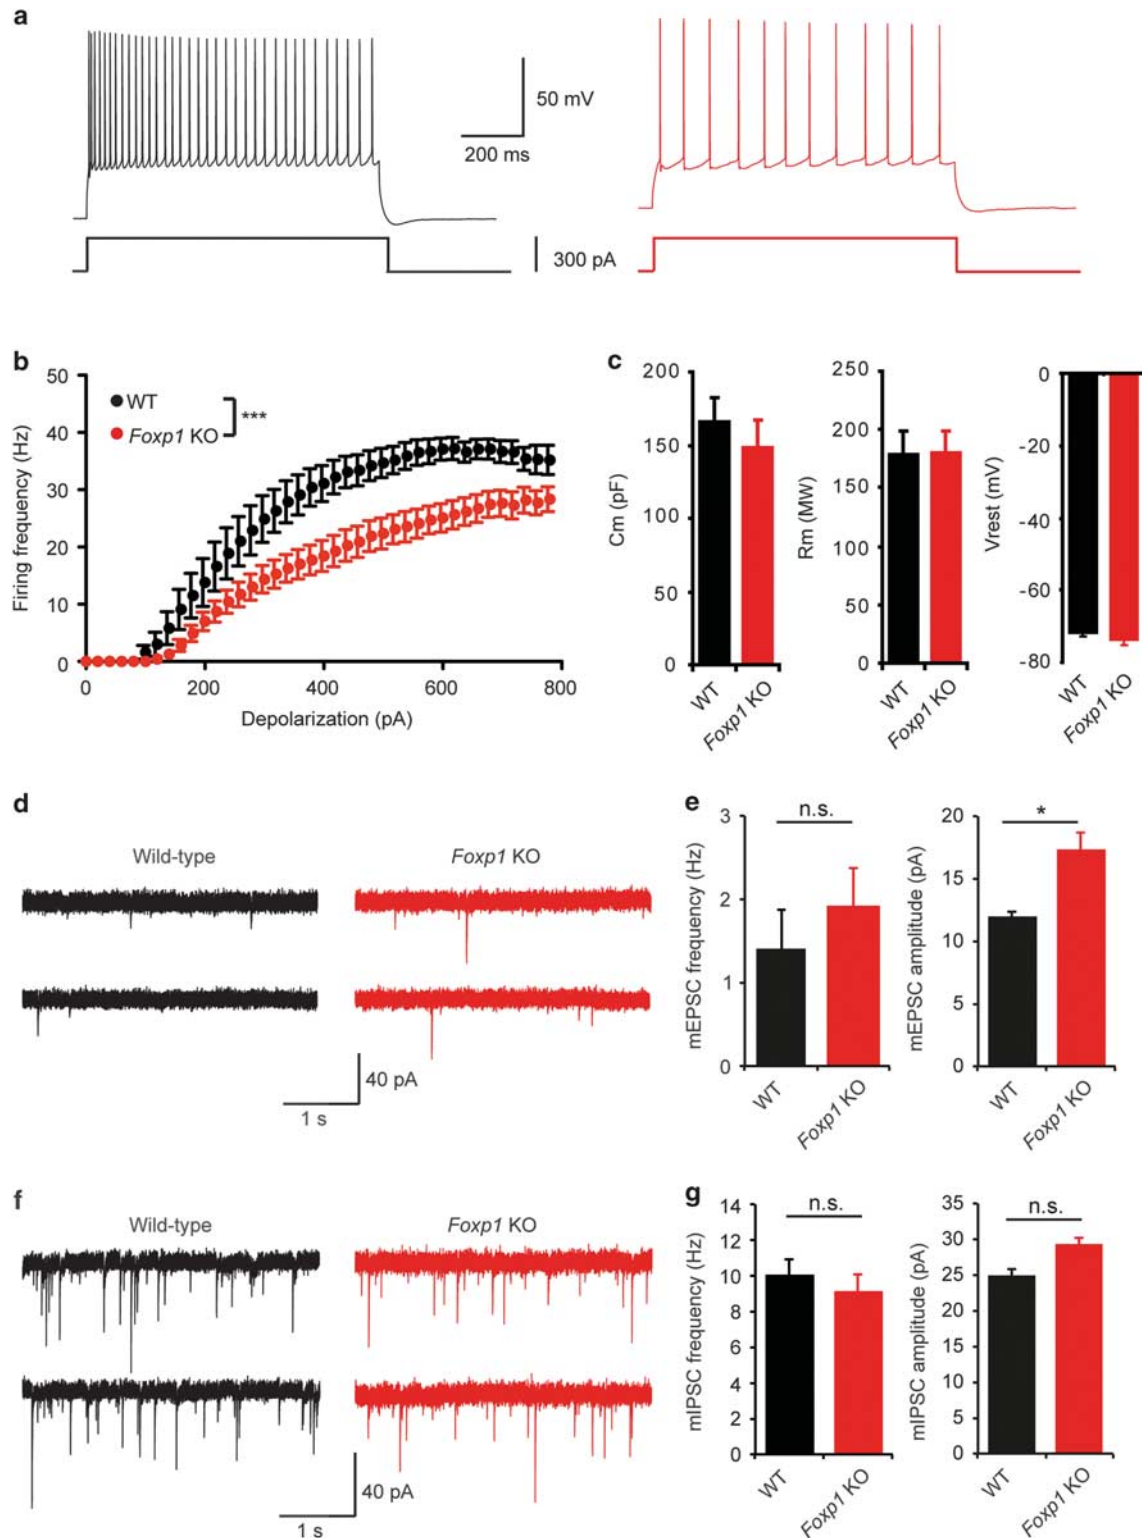 a
50 mV
200 ms
300 pA
b
50
40
30
20
10
0
Firing frequency (Hz)
WT
Foxp1 KO
***
0
200
400
600
800
Depolarization (pA)
c
200
150
100
50
0
Cm (pF)
WT
Foxp1 KO
250
200
150
100
50
0
Rm (MW)
WT
Foxp1 KO
0
-20
-40
-60
-80
Vrest (mV)
WT
Foxp1 KO
d
Wild-type
Foxp1 KO
40 pA
1 s
e
3
2
1
0
mEPSC frequency (Hz)
n.s.
WT
Foxp1 KO
20
15
10
5
0
mEPSC amplitude (pA)
*
WT
Foxp1 KO
f
Wild-type
Foxp1 KO
40 pA
1 s
g
14
12
10
8
6
4
2
0
mIPSC frequency (Hz)
n.s.
WT
Foxp1 KO
35
30
25
20
15
10
5
0
mIPSC amplitude (pA)
n.s.
WT
Foxp1 KO